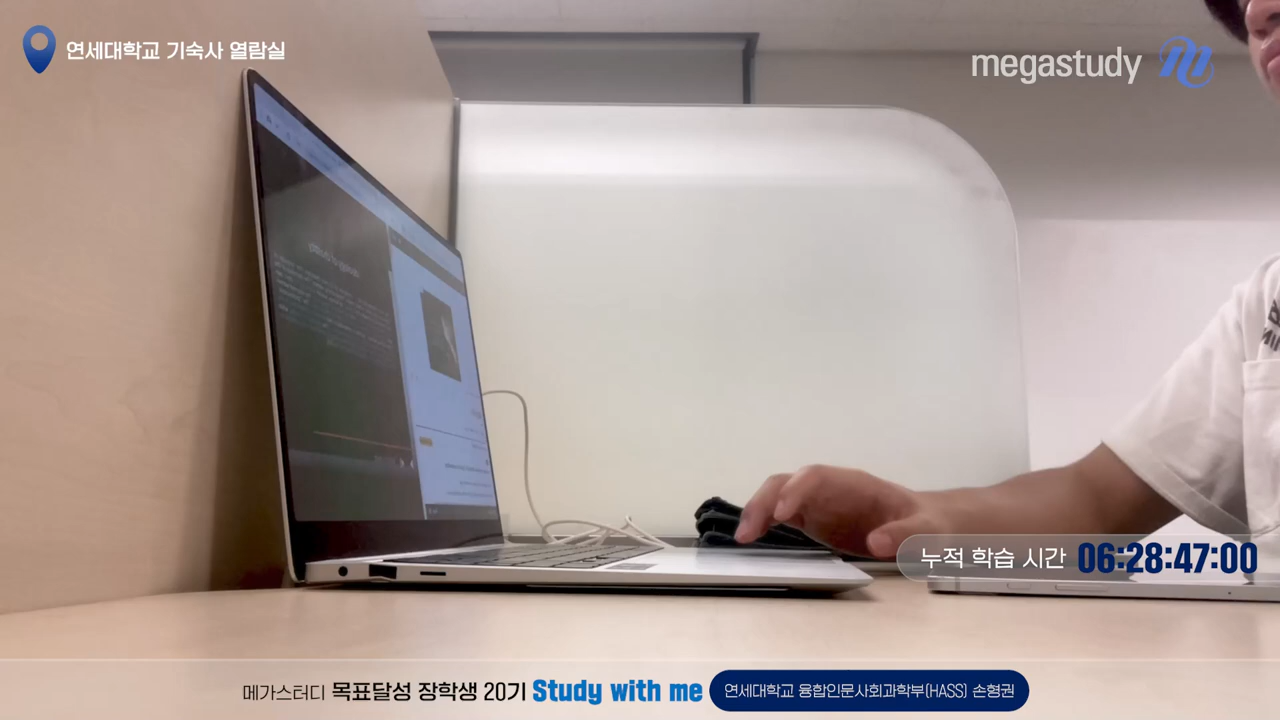 연세대학교 기숙사 열람실
megastudy
누적 학습 시간 06:28:47:00
메가스터디 목표달성 장학생 20기 Study with me 연세대학교 융합인문사회과학부(HASS) 손형권